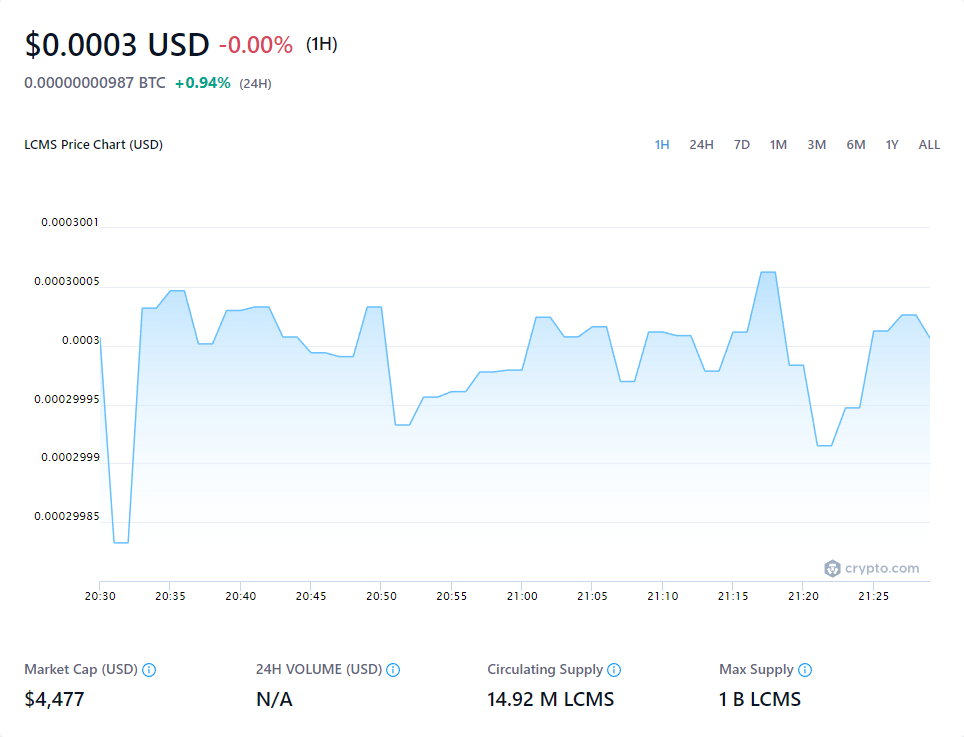 $0.0003 USD -0.00% (1H)
0.00000000987 BTC +0.94% (24H)
LCMS Price Chart (USD) 1H 24H 7D 1M 3M 6M 1Y ALL
0.0003001
0.00030005
0.0003
0.00029995
0.0002999
0.00029985
crypto.com
20:30 20:35 20:40 20:45 20:50 20:55 21:00 21:05 21:10 21:15 21:20 21:25
Market Cap (USD) 24H VOLUME (USD) Circulating Supply Max Supply
$4,477 N/A 14.92 M LCMS 1 B LCMS